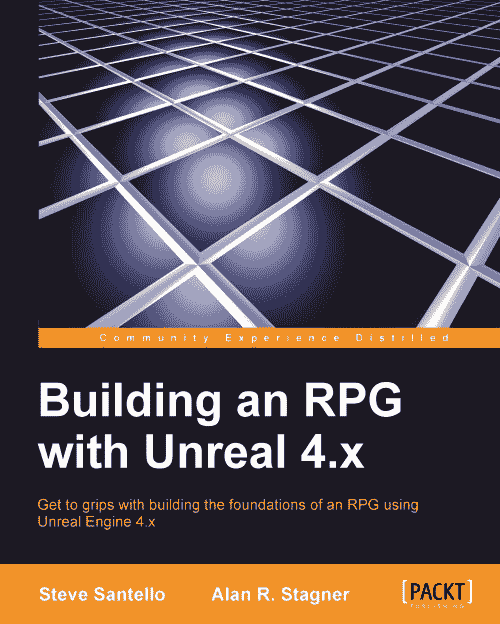 Community Experience Distilled
Building an RPG
with Unreal 4.x
Get to grips with building the foundations of an RPG using
Unreal Engine 4.x
Steve Santello Alan R. Stagner
[PACKT]
PUBLISHING